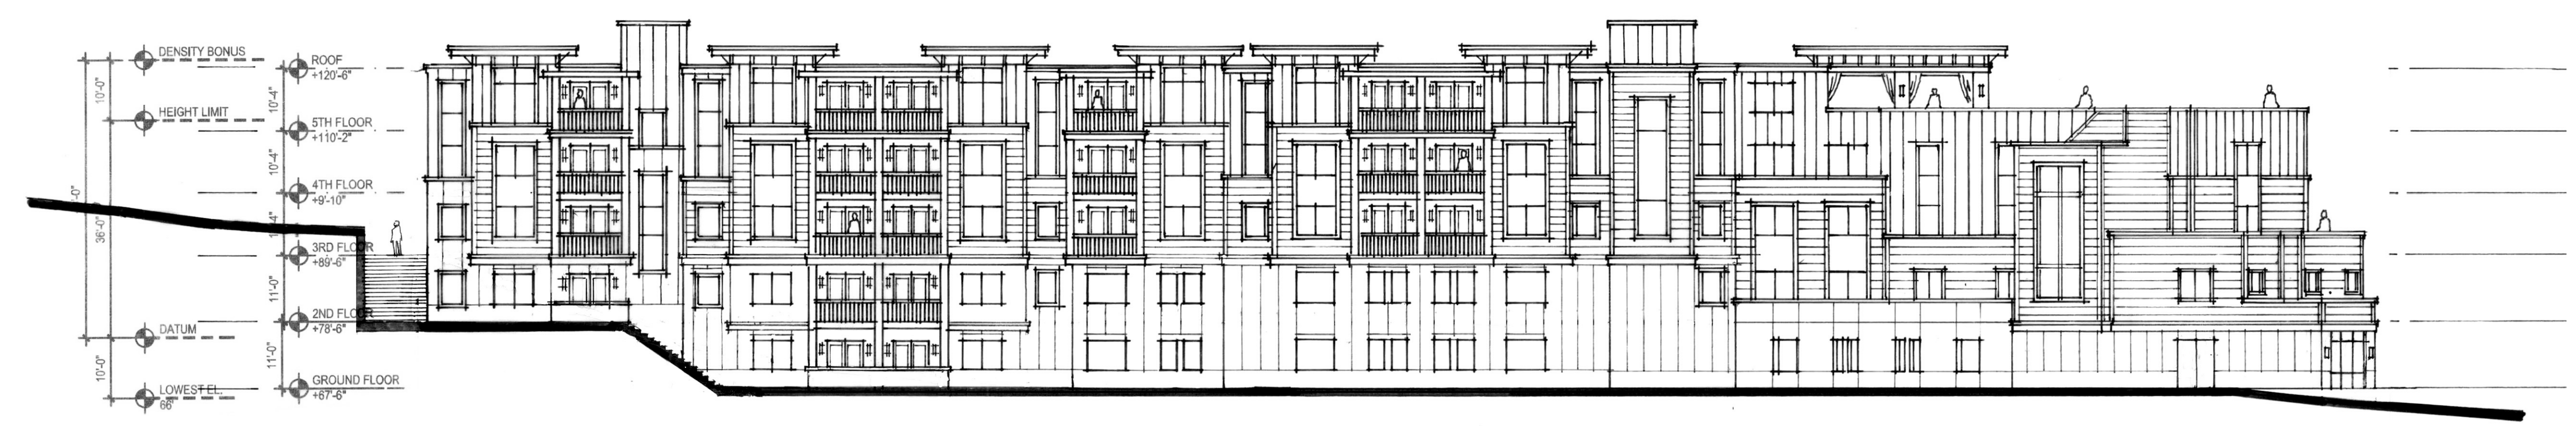 DENSITY BONUS
ROOF
+120'-6"
10'-0"
10'-4"
HEIGHT LIMIT
5TH FLOOR
+110'-2"
10'-4"
4TH FLOOR
+9'-10"
36'-0"
3RD FLOOR
+89'-6"
11'-0"
2ND FLOOR
+78'-6"
DATUM
11'-0"
10'-0"
GROUND FLOOR
+67'-6"
LOWEST EL.
66'